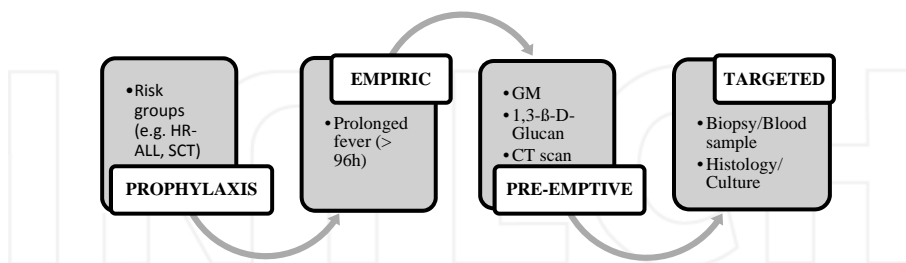 •Risk
groups
(e.g. HR-
ALL, SCT)
PROPHYLAXIS
EMPIRIC
•Prolonged
fever (>
96h)
•GM
•1,3-ß-D-
Glucan
•CT scan
PRE-EMPTIVE
TARGETED
•Biopsy/Blood
sample
•Histology/
Culture